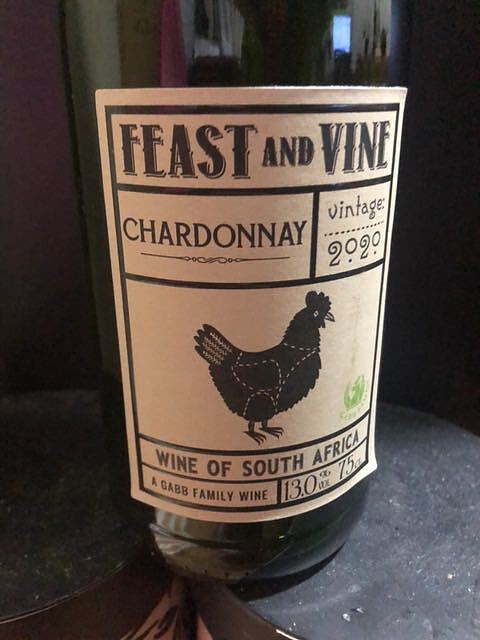 FEAST AND VINE
CHARDONNAY
vintage:
2020
WINE OF SOUTH AFRICA
A GABB FAMILY WINE
13.0 % VOL 75cl